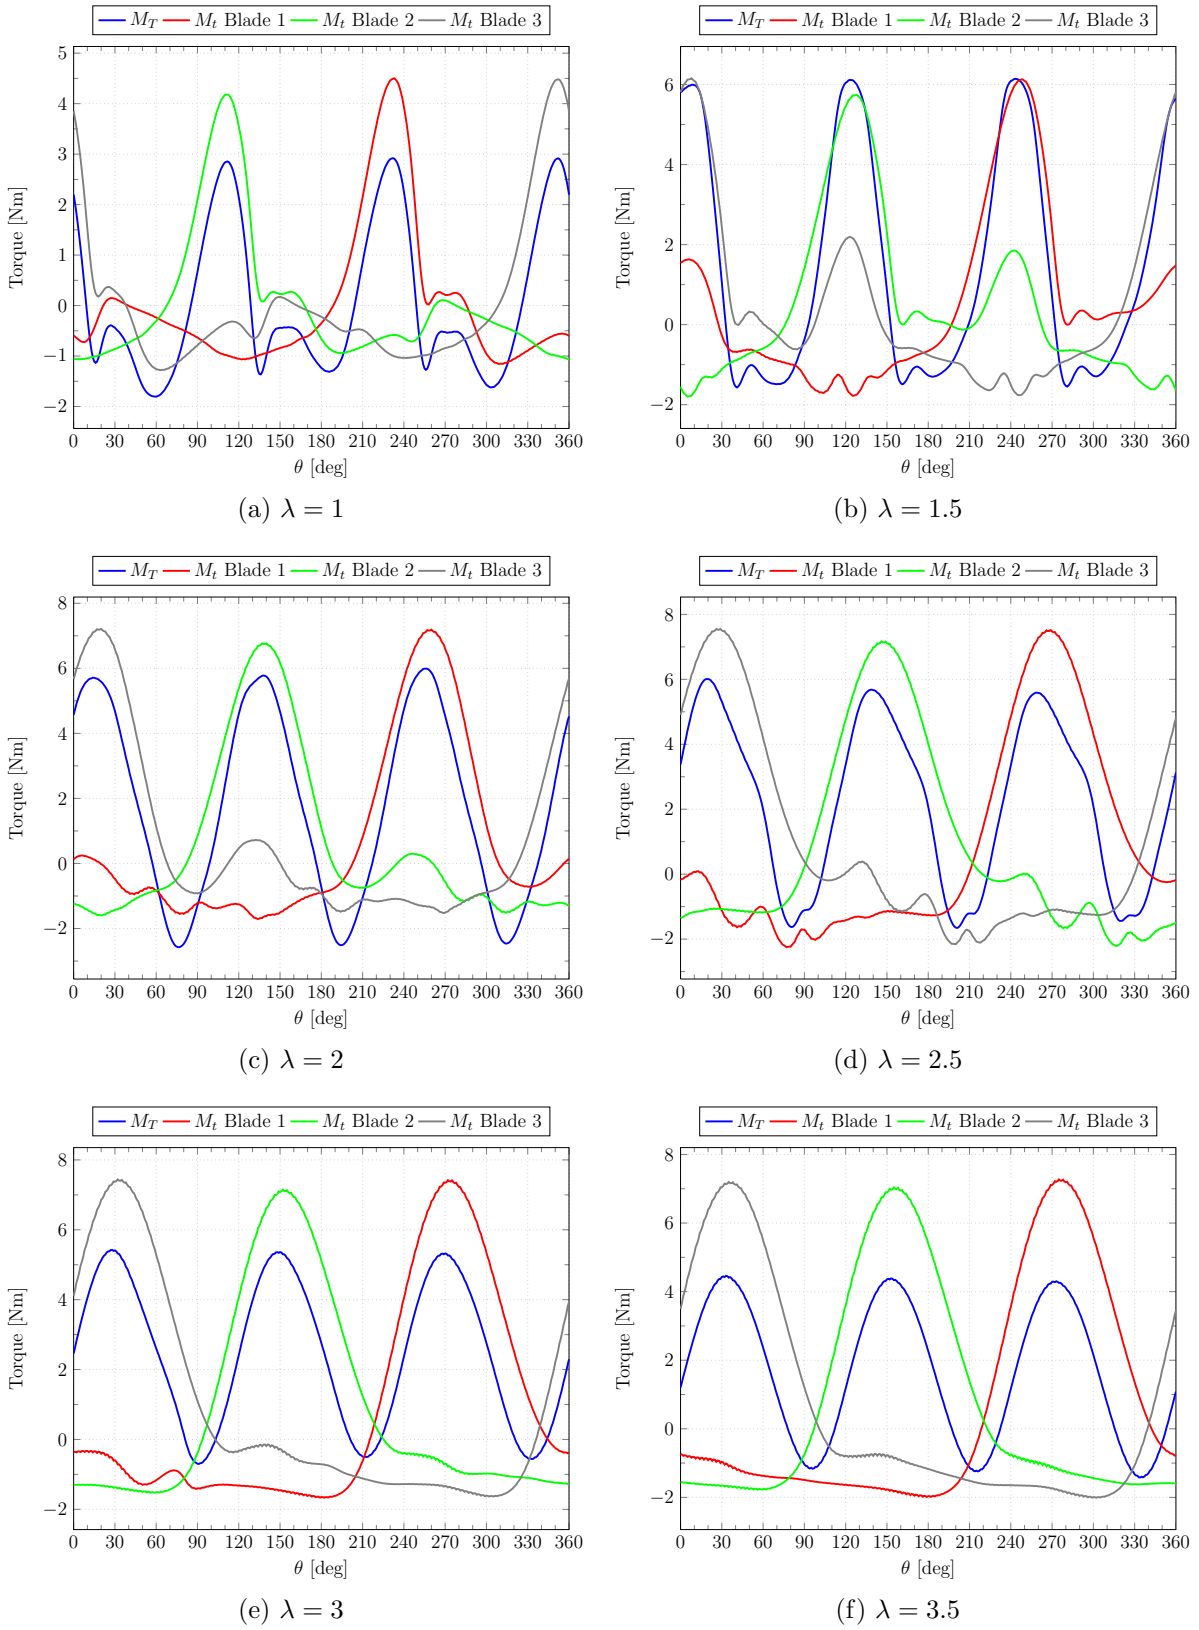 M_T M_t Blade 1 M_t Blade 2 M_t Blade 3
5
4
3
2
1
0
−1
−2
Torque [Nm]
0 30 60 90 120 150 180 210 240 270 300 330 360
θ [deg]
(a) λ = 1
M_T M_t Blade 1 M_t Blade 2 M_t Blade 3
6
4
2
0
−2
Torque [Nm]
0 30 60 90 120 150 180 210 240 270 300 330 360
θ [deg]
(b) λ = 1.5
M_T M_t Blade 1 M_t Blade 2 M_t Blade 3
8
6
4
2
0
−2
Torque [Nm]
0 30 60 90 120 150 180 210 240 270 300 330 360
θ [deg]
(c) λ = 2
M_T M_t Blade 1 M_t Blade 2 M_t Blade 3
8
6
4
2
0
−2
Torque [Nm]
0 30 60 90 120 150 180 210 240 270 300 330 360
θ [deg]
(d) λ = 2.5
M_T M_t Blade 1 M_t Blade 2 M_t Blade 3
8
6
4
2
0
−2
Torque [Nm]
0 30 60 90 120 150 180 210 240 270 300 330 360
θ [deg]
(e) λ = 3
M_T M_t Blade 1 M_t Blade 2 M_t Blade 3
8
6
4
2
0
−2
Torque [Nm]
0 30 60 90 120 150 180 210 240 270 300 330 360
θ [deg]
(f) λ = 3.5